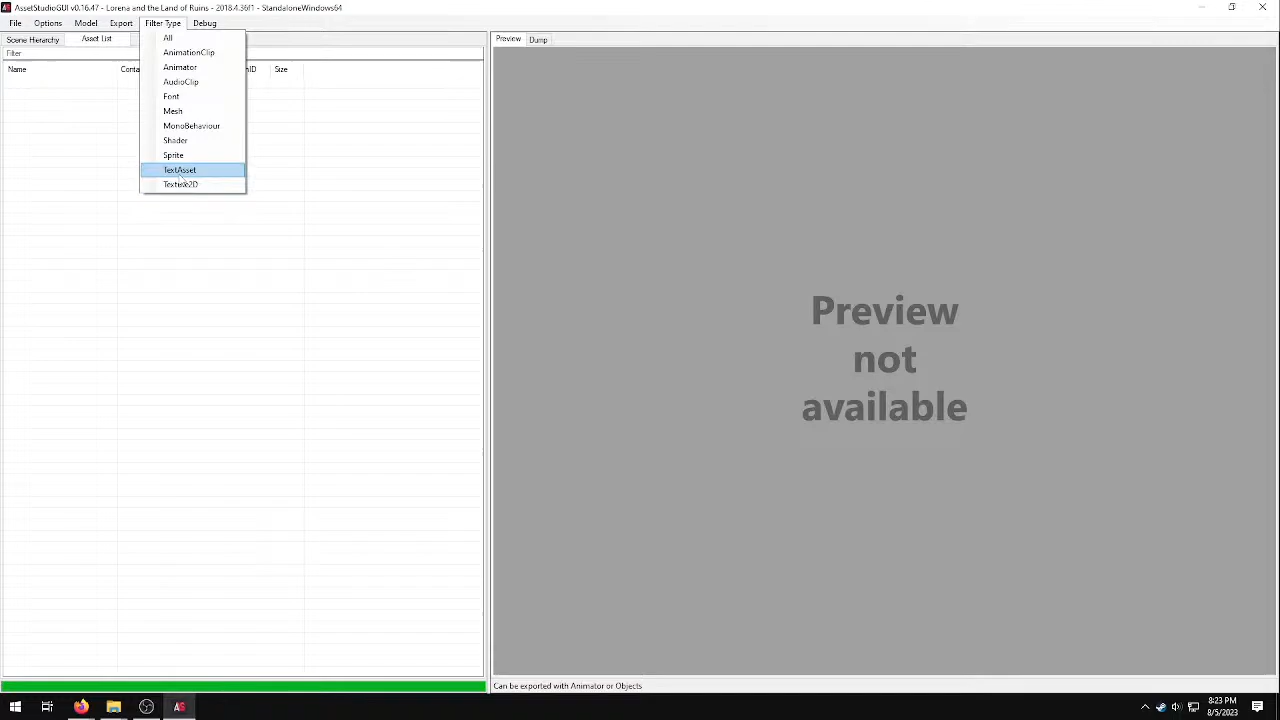 AssetStudioGUI v0.16.47 - Lorena and the Land of Ruins - 2018.4.36f1 - StandaloneWindows64
File Options Model Export Filter Type Debug
Scene Hierarchy Asset List
Filter
Name
Size
All
AnimationClip
Animator
AudioClip
Font
Mesh
MonoBehaviour
Shader
Sprite
TextAsset
Texture2D
Preview Dump
Preview
not
available
Can be exported with Animator or Objects
8:23 PM
8/5/2023